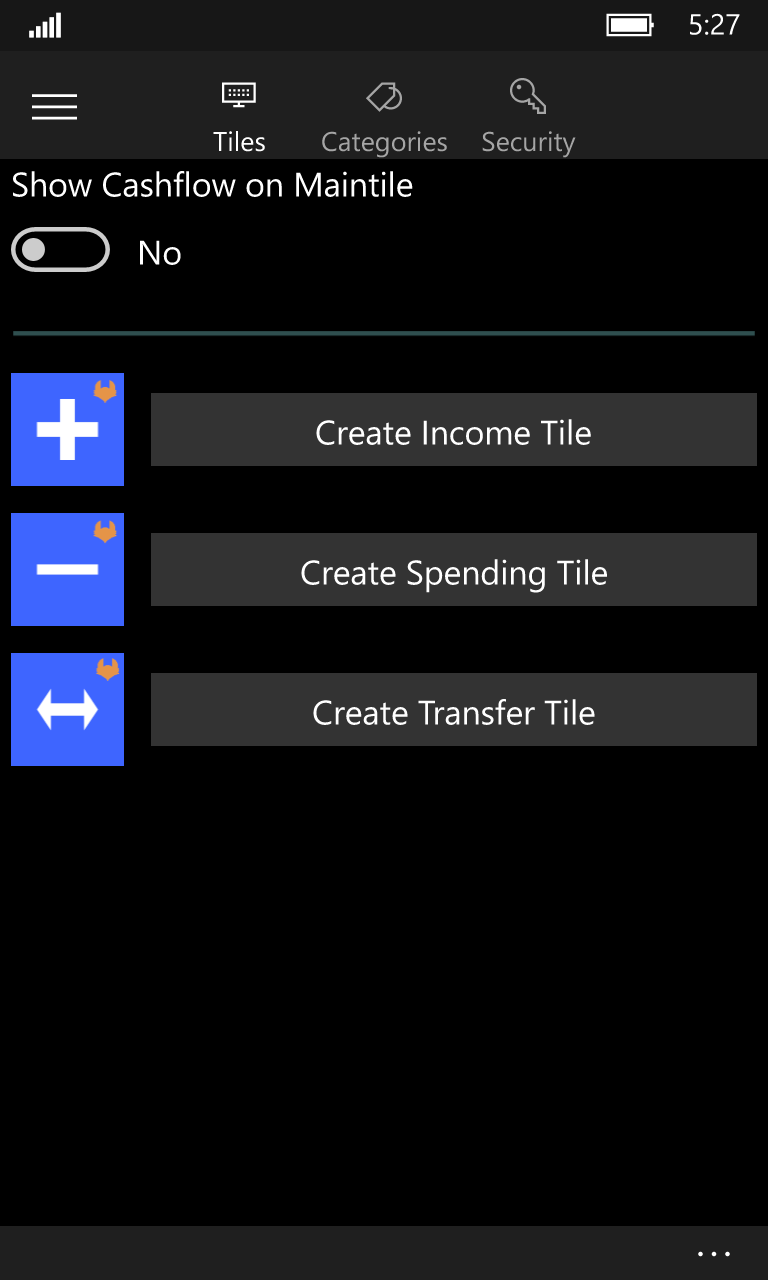 5:27
Tiles
Categories
Security
Show Cashflow on Maintile
No
Create Income Tile
Create Spending Tile
Create Transfer Tile